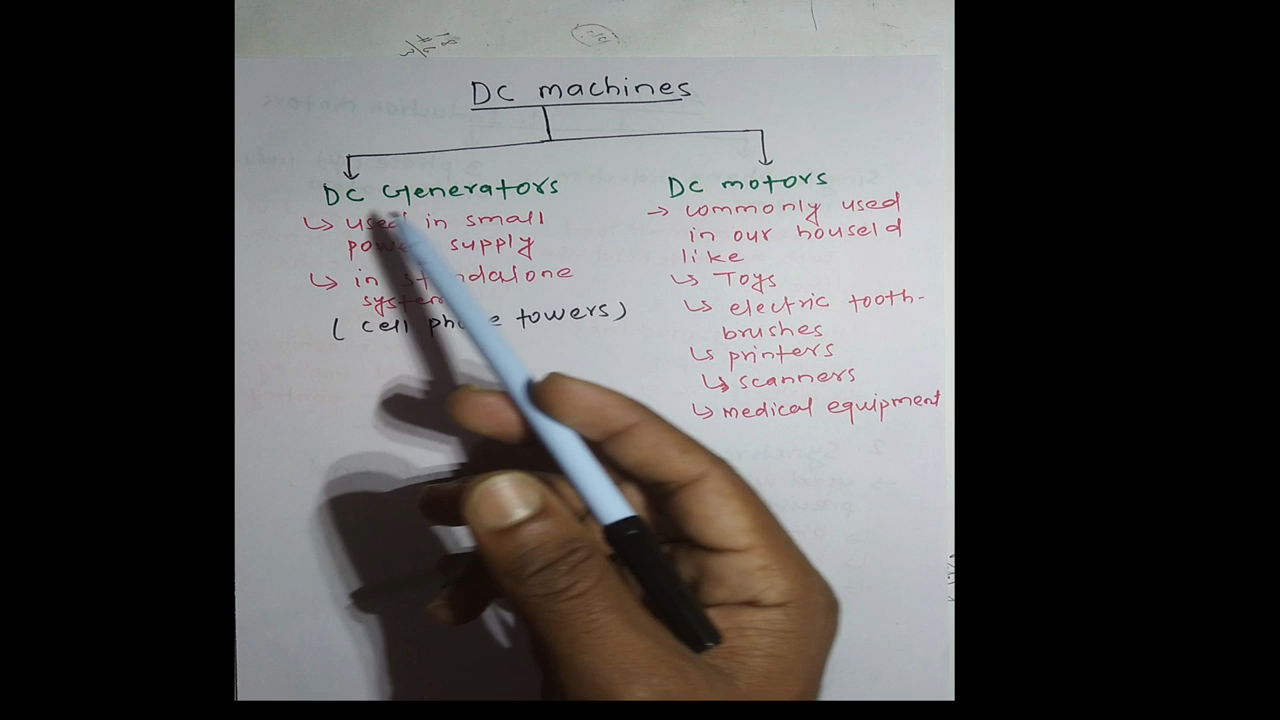 DC machines
DC Generators
↳ used in small
power supply
↳ in standalone
system
( cell phone towers )
DC motors
→ commonly used
in our houseld
like
↳ Toys
↳ electric tooth-
brushes
↳ printers
↳ scanners
↳ medical equipment